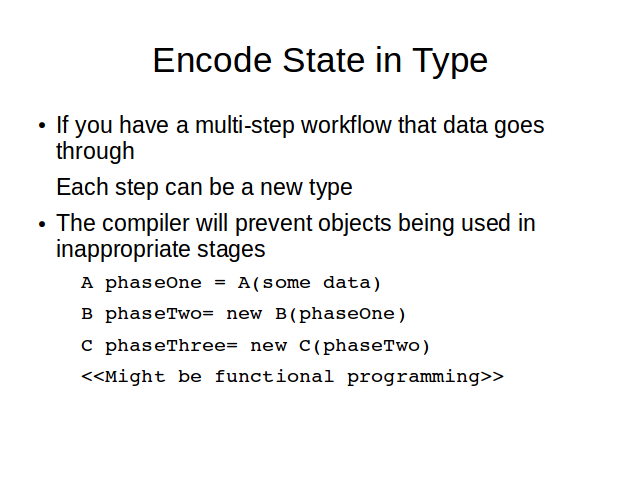 Encode State in Type
• If you have a multi-step workflow that data goes
through
Each step can be a new type
• The compiler will prevent objects being used in
inappropriate stages
A phaseOne = A(some data)
B phaseTwo= new B(phaseOne)
C phaseThree= new C(phaseTwo)
<<Might be functional programming>>